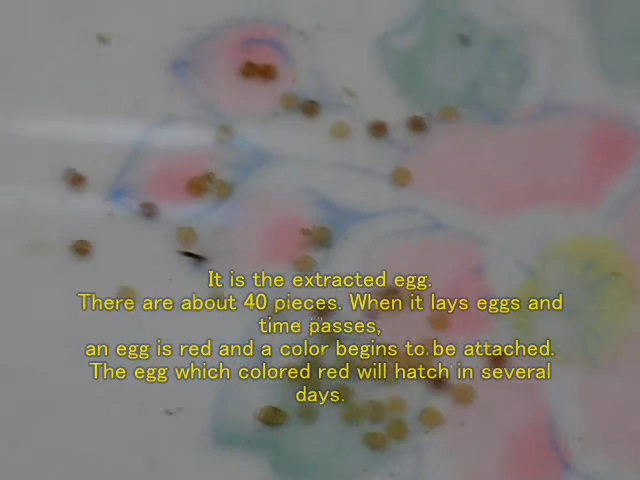 It is the extracted egg.
There are about 40 pieces. When it lays eggs and
time passes,
an egg is red and a color begins to be attached.
The egg which colored red will hatch in several
days.